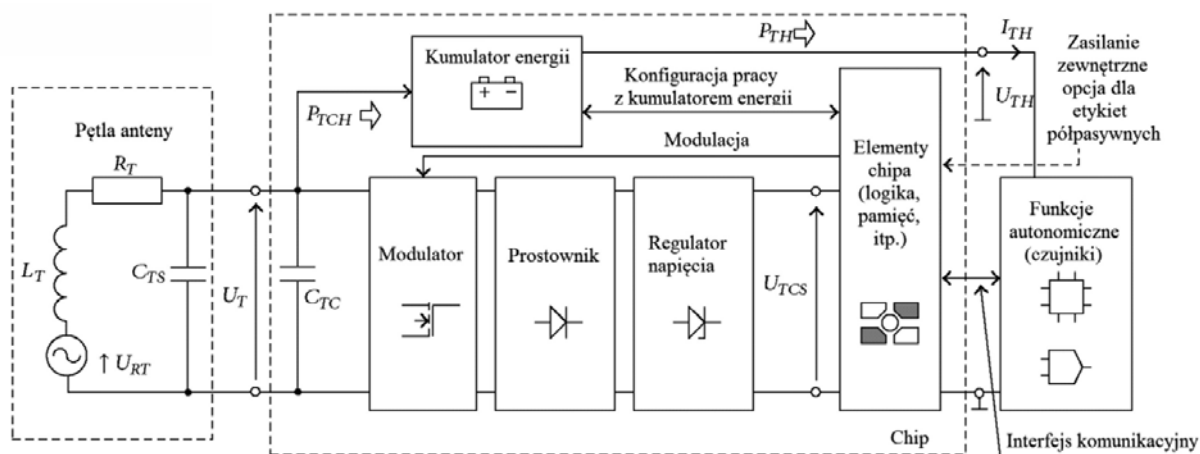 P_TH
I_TH
Kumulator energii
+ −
Zasilanie
zewnętrzne
opcja dla
etykiet
półpasywnych
Konfiguracja pracy
z kumulatorem energii
U_TH
P_TCH
Pętla anteny
Modulacja
R_T
Elementy
chipa
(logika,
pamięć,
itp.)
Funkcje
autonomiczne
(czujniki)
Modulator
Prostownik
Regulator
napięcia
L_T
C_TS
U_T
C_TC
U_TCS
↑ U_RT
Chip
Interfejs komunikacyjny